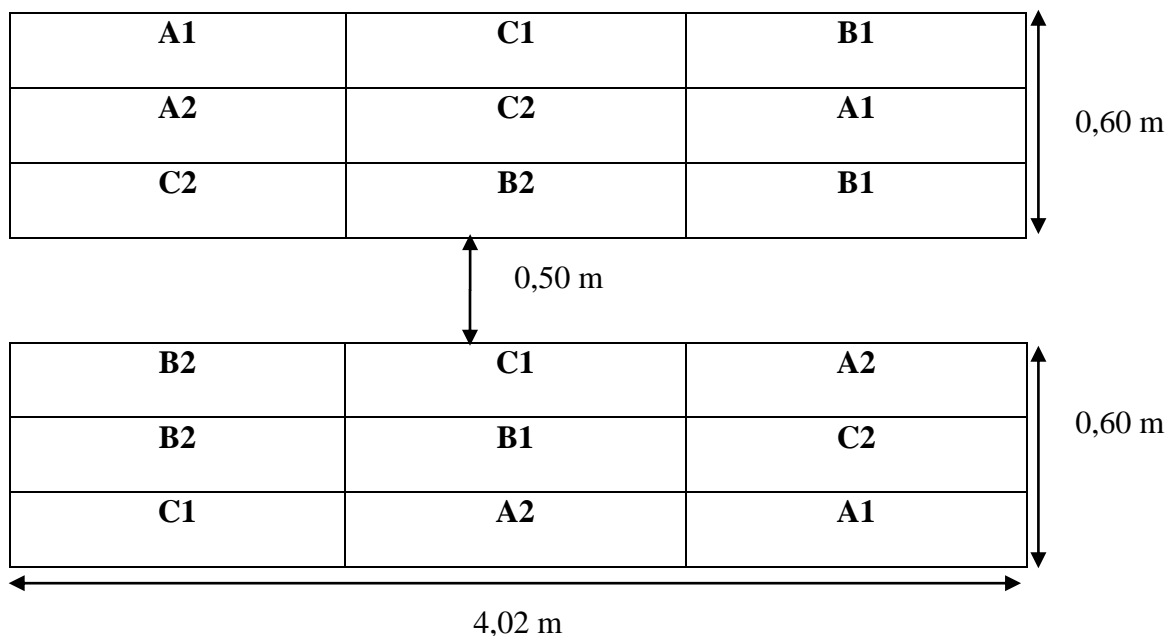 A1 C1 B1
A2 C2 A1
0,60 m
C2 B2 B1
0,50 m
B2 C1 A2
B2 B1 C2
0,60 m
C1 A2 A1
4,02 m